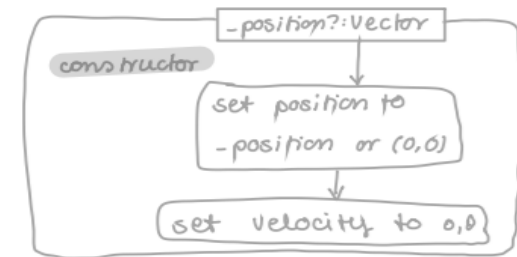 _position?: Vector
constructor
set position to
_position or (0,0)
set velocity to 0,0